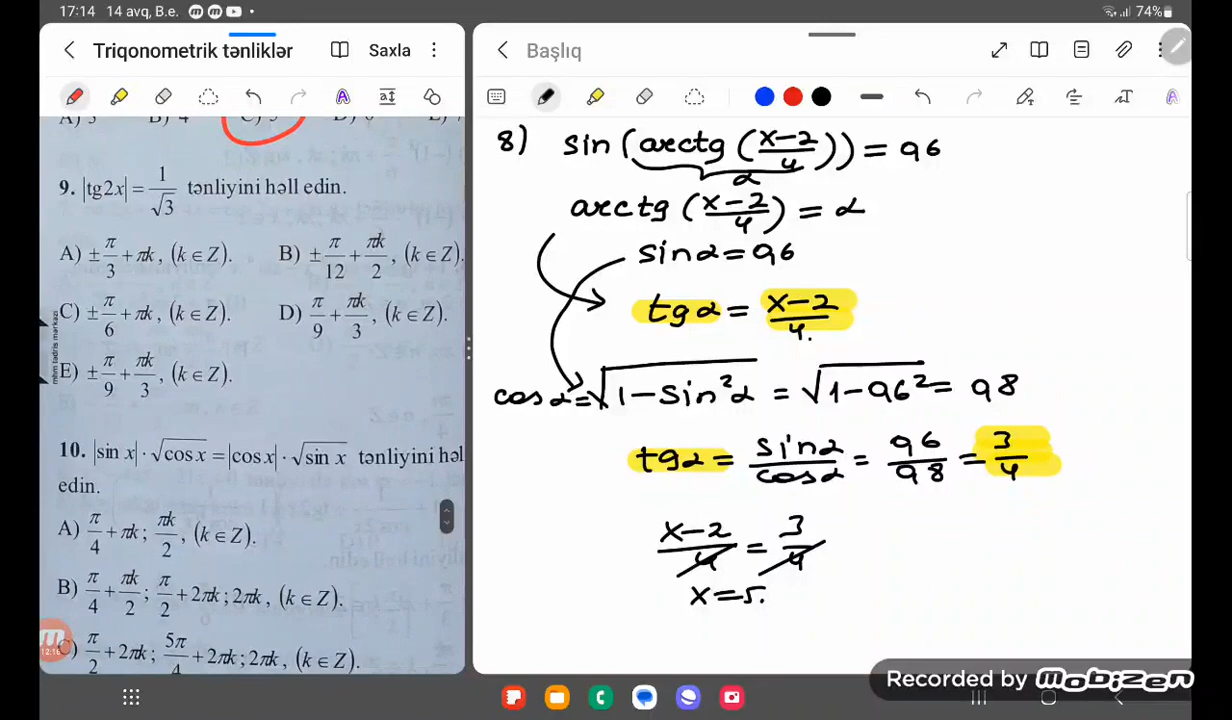 17:14 14 avq, B.e. 74%
Triqonometrik tənliklər Saxla
Başlıq
9. |tg2x| = 1/√3 tənliyini həll edin.
A) ± π/3 + πk, (k ∈ Z). B) ± π/12 + πk/2, (k ∈ Z).
C) ± π/6 + πk, (k ∈ Z). D) π/9 + πk/3, (k ∈ Z).
E) ± π/9 + πk/3, (k ∈ Z).
10. |sin x| · √cos x = |cos x| · √sin x tənliyini həl
edin.
A) π/4 + πk; πk/2, (k ∈ Z).
B) π/4 + πk/2; π/2 + 2πk; 2πk, (k ∈ Z).
C) π/2 + 2πk; 5π/4 + 2πk; 2πk, (k ∈ Z).
12:16
8) sin(arctg(x-2/4)) = 0,6
α
arctg(x-2/4) = α
sinα = 0,6
tgα = x-2/4.
cosα = √1-sin²α = √1-0,6² = 0,8
tgα = sinα/cosα = 0,6/0,8 = 3/4
x-2/4 = 3/4
x = 5.
Recorded by mobizen